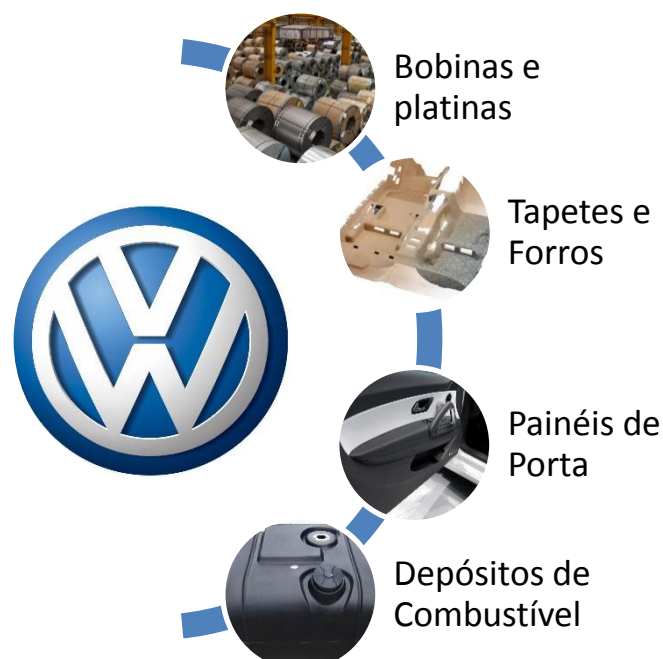 Bobinas e
platinas
Tapetes e
Forros
Painéis de
Porta
Depósitos de
Combustível